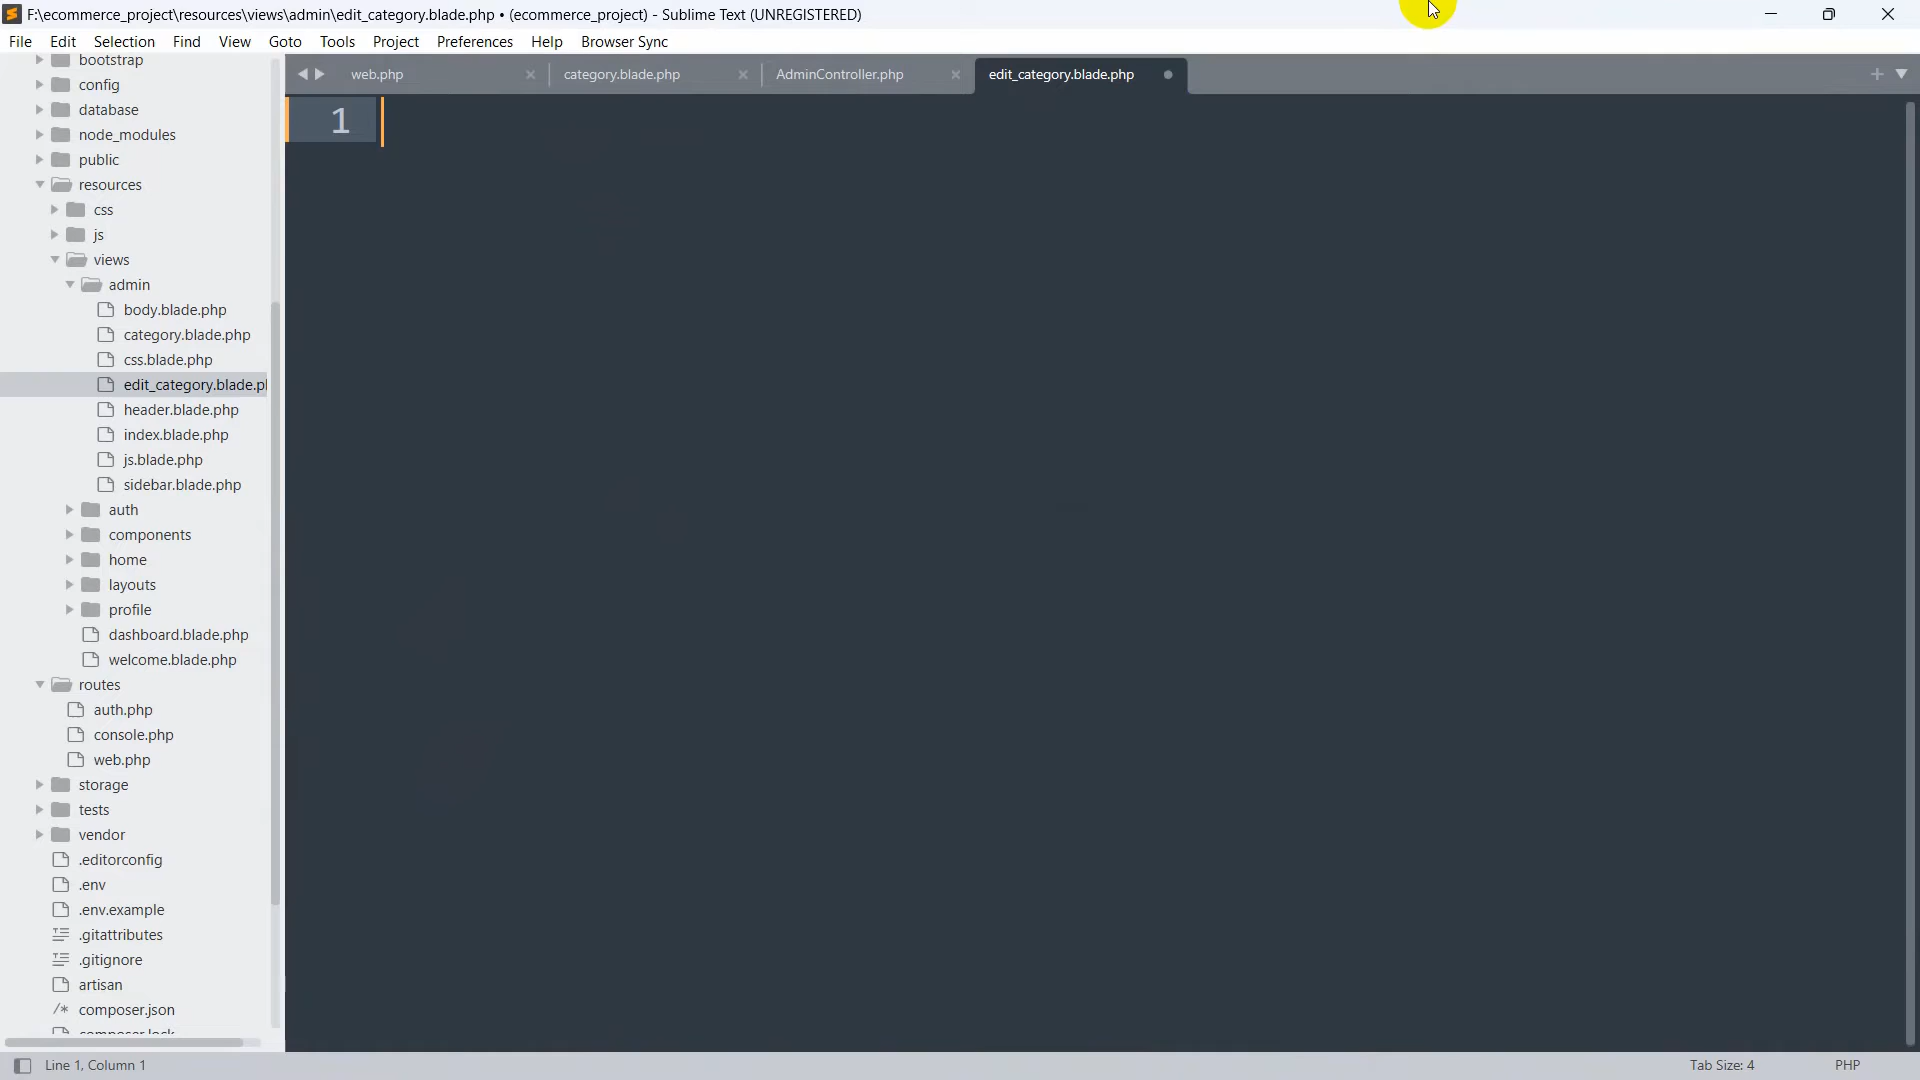 F:\ecommerce_project\resources\views\admin\edit_category.blade.php • (ecommerce_project) - Sublime Text (UNREGISTERED)
File Edit Selection Find View Goto Tools Project Preferences Help Browser Sync
web.php category.blade.php AdminController.php edit_category.blade.php
1
bootstrap
config
database
node_modules
public
resources
css
js
views
admin
body.blade.php
category.blade.php
css.blade.php
edit_category.blade.p
header.blade.php
index.blade.php
js.blade.php
sidebar.blade.php
auth
components
home
layouts
profile
dashboard.blade.php
welcome.blade.php
routes
auth.php
console.php
web.php
storage
tests
vendor
.editorconfig
.env
.env.example
.gitattributes
.gitignore
artisan
composer.json
Line 1, Column 1 Tab Size: 4 PHP